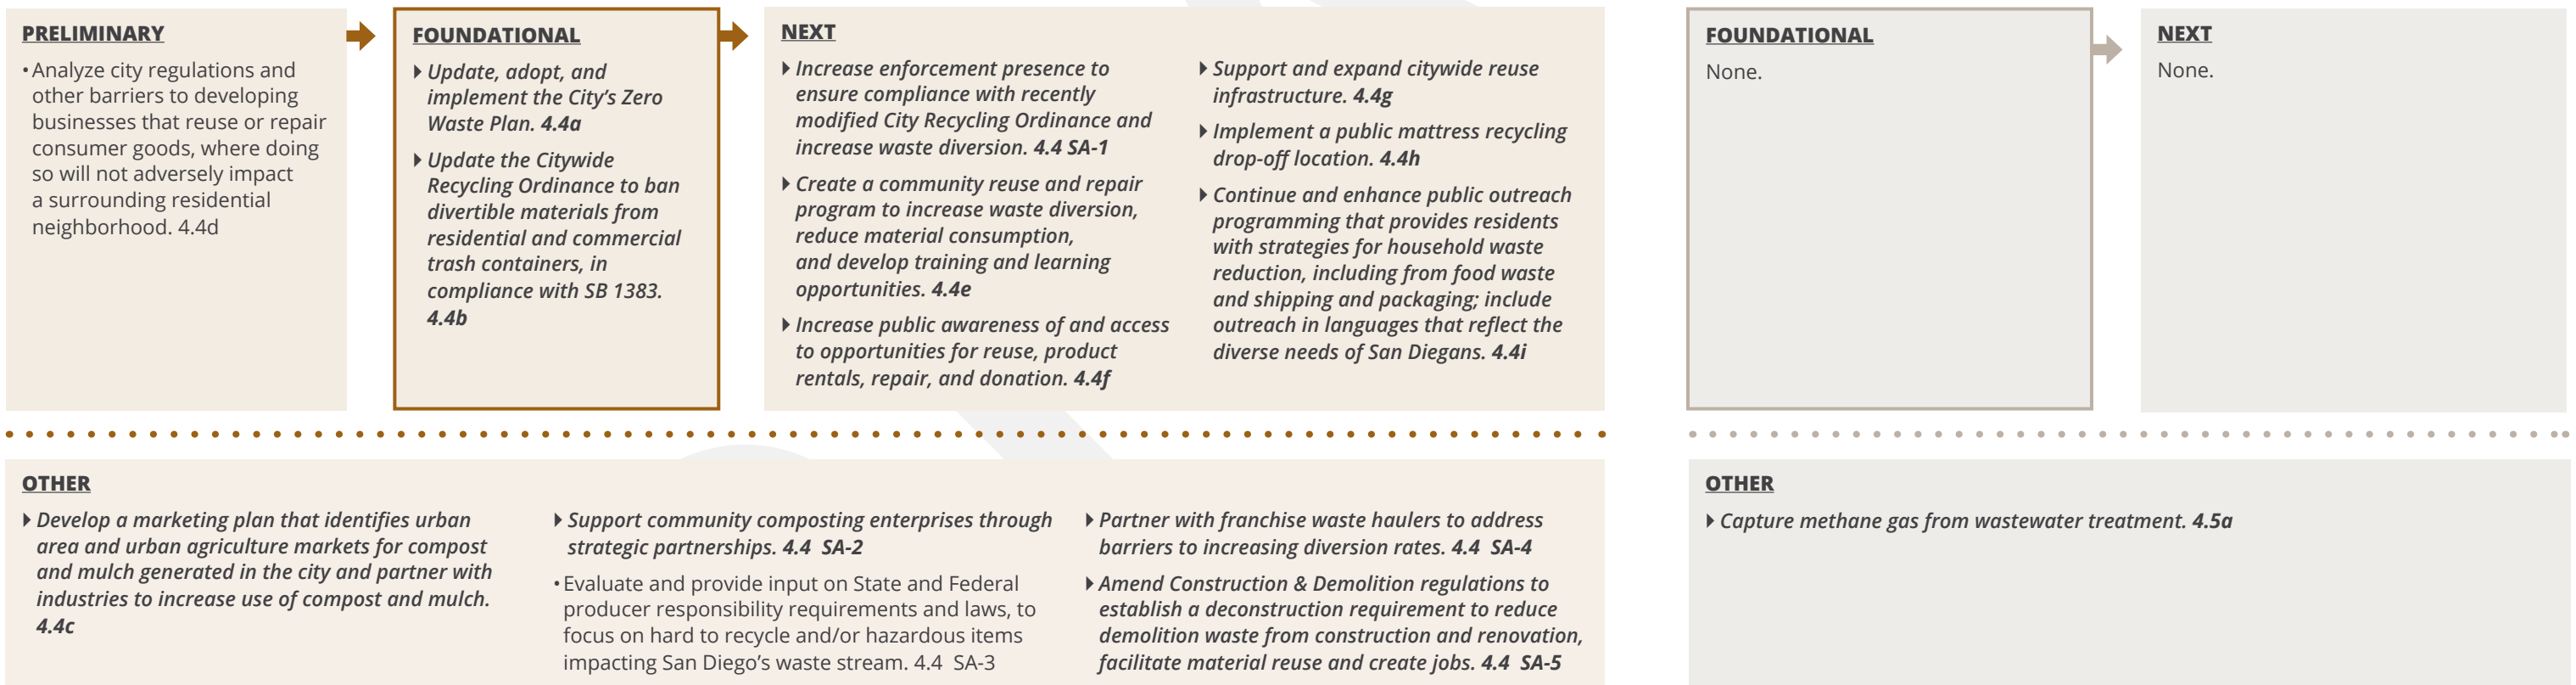 PRELIMINARY
•Analyze city regulations and
other barriers to developing
businesses that reuse or repair
consumer goods, where doing
so will not adversely impact
a surrounding residential
neighborhood. 4.4d
FOUNDATIONAL
Update, adopt, and
implement the City’s Zero
Waste Plan. 4.4a
Update the Citywide
Recycling Ordinance to ban
divertible materials from
residential and commercial
trash containers, in
compliance with SB 1383.
4.4b
NEXT
Increase enforcement presence to
ensure compliance with recently
modified City Recycling Ordinance and
increase waste diversion. 4.4 SA-1
Create a community reuse and repair
program to increase waste diversion,
reduce material consumption,
and develop training and learning
opportunities. 4.4e
Increase public awareness of and access
to opportunities for reuse, product
rentals, repair, and donation. 4.4f
Support and expand citywide reuse
infrastructure. 4.4g
Implement a public mattress recycling
drop-off location. 4.4h
Continue and enhance public outreach
programming that provides residents
with strategies for household waste
reduction, including from food waste
and shipping and packaging; include
outreach in languages that reflect the
diverse needs of San Diegans. 4.4i
FOUNDATIONAL
None.
NEXT
None.
OTHER
Develop a marketing plan that identifies urban
area and urban agriculture markets for compost
and mulch generated in the city and partner with
industries to increase use of compost and mulch.
4.4c
Support community composting enterprises through
strategic partnerships. 4.4 SA-2
•Evaluate and provide input on State and Federal
producer responsibility requirements and laws, to
focus on hard to recycle and/or hazardous items
impacting San Diego’s waste stream. 4.4 SA-3
Partner with franchise waste haulers to address
barriers to increasing diversion rates. 4.4 SA-4
Amend Construction & Demolition regulations to
establish a deconstruction requirement to reduce
demolition waste from construction and renovation,
facilitate material reuse and create jobs. 4.4 SA-5
OTHER
Capture methane gas from wastewater treatment. 4.5a